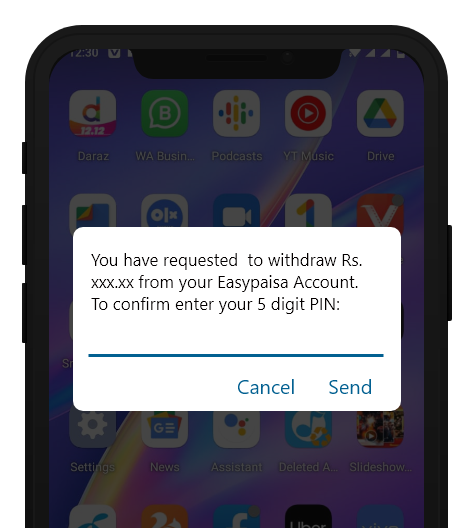 12:30
12.12
Daraz
WA Busin...
Podcasts
YT Music
Drive
olx
1
You have requested to withdraw Rs.
xxx.xx from your Easypaisa Account.
To confirm enter your 5 digit PIN:
Cancel
Send
Settings
News
Assistant
Deleted A...
Slideshow...
Uber